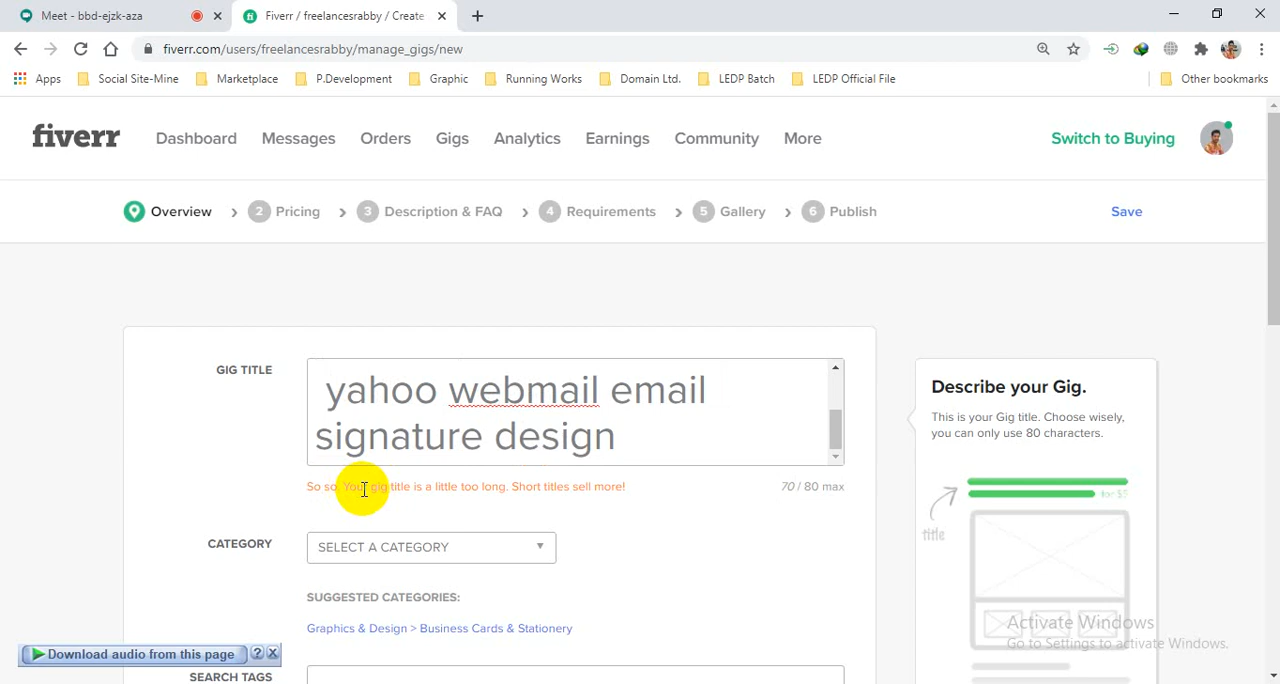 Meet - bbd-ejzk-aza
Fiverr / freelancesrabby / Create
fiverr.com/users/freelancesrabby/manage_gigs/new
Apps Social Site-Mine Marketplace P.Development Graphic Running Works Domain Ltd. LEDP Batch LEDP Official File Other bookmarks
fiverr Dashboard Messages Orders Gigs Analytics Earnings Community More Switch to Buying
Overview 2 Pricing 3 Description & FAQ 4 Requirements 5 Gallery 6 Publish Save
GIG TITLE
yahoo webmail email
signature design
So so. Your gig title is a little too long. Short titles sell more! 70 / 80 max
CATEGORY SELECT A CATEGORY
SUGGESTED CATEGORIES:
Graphics & Design > Business Cards & Stationery
SEARCH TAGS
Describe your Gig.
This is your Gig title. Choose wisely,
you can only use 80 characters.
for $5
title
Activate Windows
Go to Settings to activate Windows.
Download audio from this page ? X